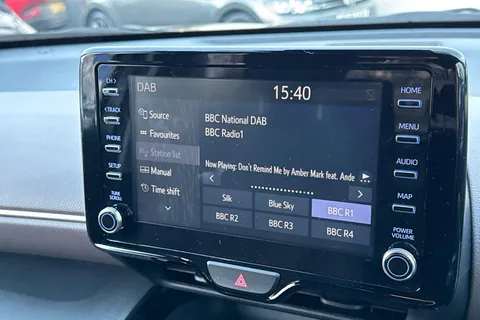 DAB
15:40
CH >
< TRACK
PHONE
SETUP
TUNE
SCROLL
Source
Favourites
Station list
Manual
Time shift
BBC National DAB
BBC Radio1
Now Playing: Don't Remind Me by Amber Mark feat. Ande
Silk
Blue Sky
BBC R1
BBC R2
BBC R3
BBC R4
HOME
MENU
AUDIO
MAP
POWER
VOLUME